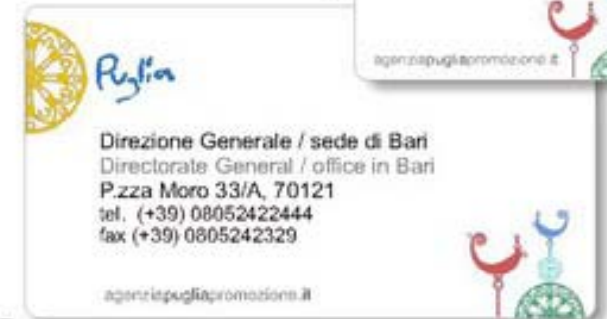 agenziapugliapromozione.it
Puglia
Direzione Generale / sede di Bari
Directorate General / office in Bari
P.zza Moro 33/A, 70121
tel. (+39) 08052422444
fax (+39) 0805242329
agenziapugliapromozione.it